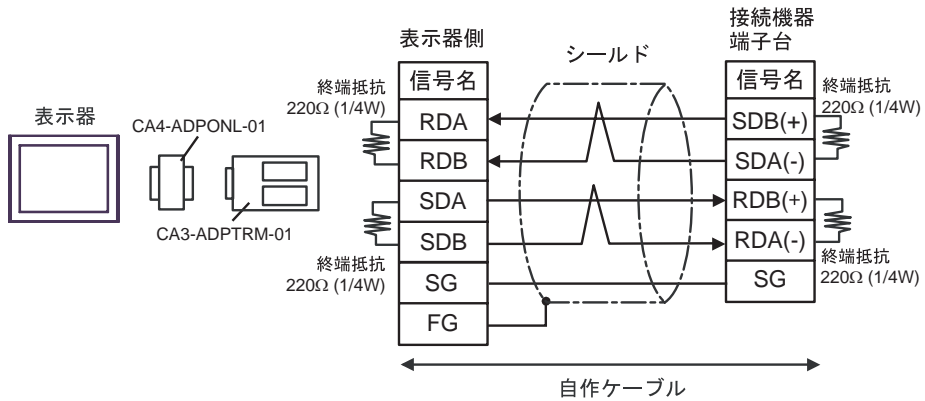 表示器
CA4-ADPONL-01
CA3-ADPTRM-01
表示器側
信号名
RDA
RDB
SDA
SDB
SG
FG
終端抵抗
220Ω (1/4W)
終端抵抗
220Ω (1/4W)
シールド
接続機器
端子台
信号名
SDB(+)
SDA(-)
RDB(+)
RDA(-)
SG
終端抵抗
220Ω (1/4W)
終端抵抗
220Ω (1/4W)
自作ケーブル